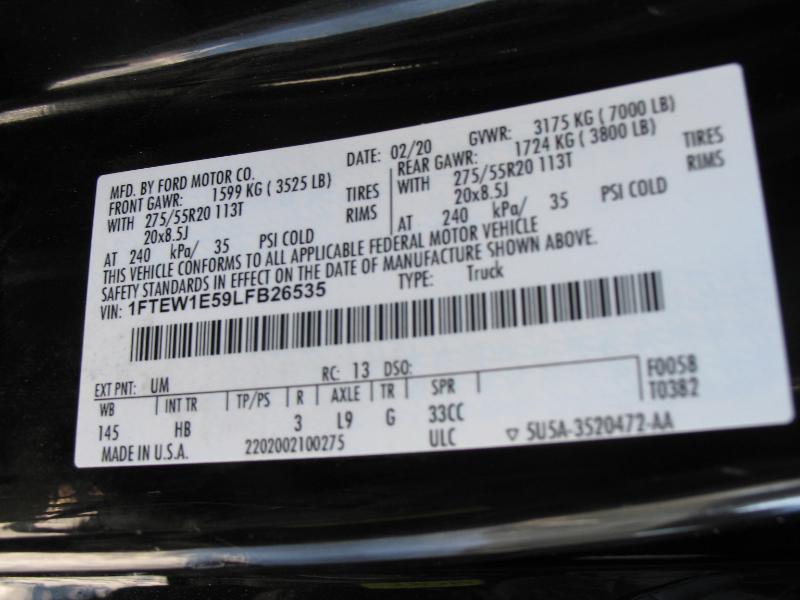 MFD. BY FORD MOTOR CO. DATE: 02/20 GVWR: 3175 KG ( 7000 LB)
FRONT GAWR: 1599 KG ( 3525 LB) REAR GAWR: 1724 KG ( 3800 LB)
WITH 275/55R20 113T TIRES WITH 275/55R20 113T TIRES
20x8.5J RIMS 20x8.5J RIMS
AT 240 kPa/ 35 PSI COLD AT 240 kPa/ 35 PSI COLD
THIS VEHICLE CONFORMS TO ALL APPLICABLE FEDERAL MOTOR VEHICLE
SAFETY STANDARDS IN EFFECT ON THE DATE OF MANUFACTURE SHOWN ABOVE.
VIN: 1FTEW1E59LFB26535 TYPE: Truck
EXT PNT: UM RC: 13 DSO: F0058
WB INT TR TP/PS R AXLE TR SPR T0382
145 HB 3 L9 G 33CC
MADE IN U.S.A. 2202002100275 ULC ▽ 5U5A-3520472-AA